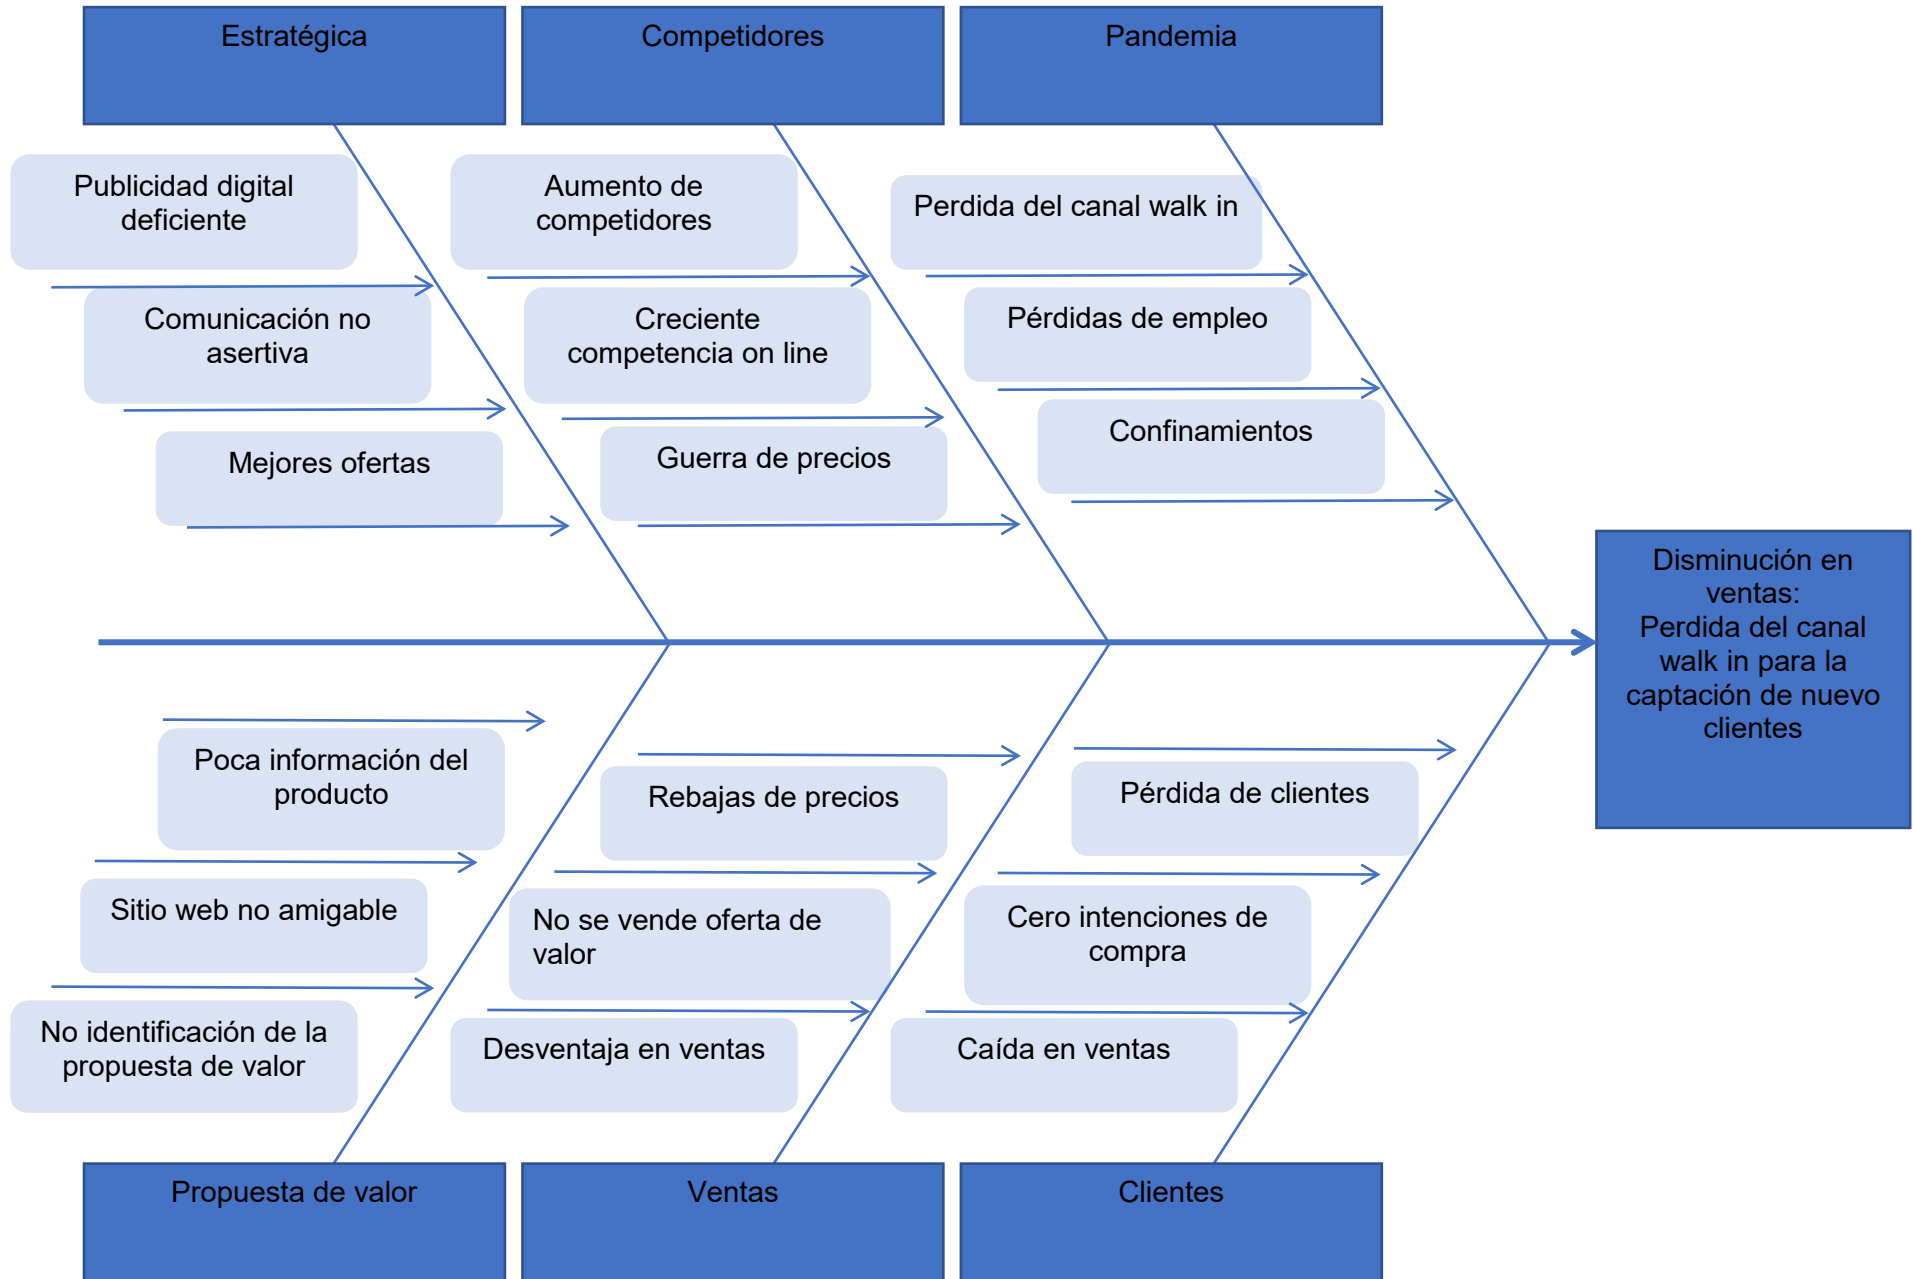 Estratégica
Competidores
Pandemia
Publicidad digital
deficiente
Aumento de
competidores
Perdida del canal walk in
Comunicación no
asertiva
Creciente
competencia on line
Pérdidas de empleo
Mejores ofertas
Guerra de precios
Confinamientos
Disminución en
ventas:
Perdida del canal
walk in para la
captación de nuevo
clientes
Poca información del
producto
Rebajas de precios
Pérdida de clientes
Sitio web no amigable
No se vende oferta de
valor
Cero intenciones de
compra
No identificación de la
propuesta de valor
Desventaja en ventas
Caída en ventas
Propuesta de valor
Ventas
Clientes